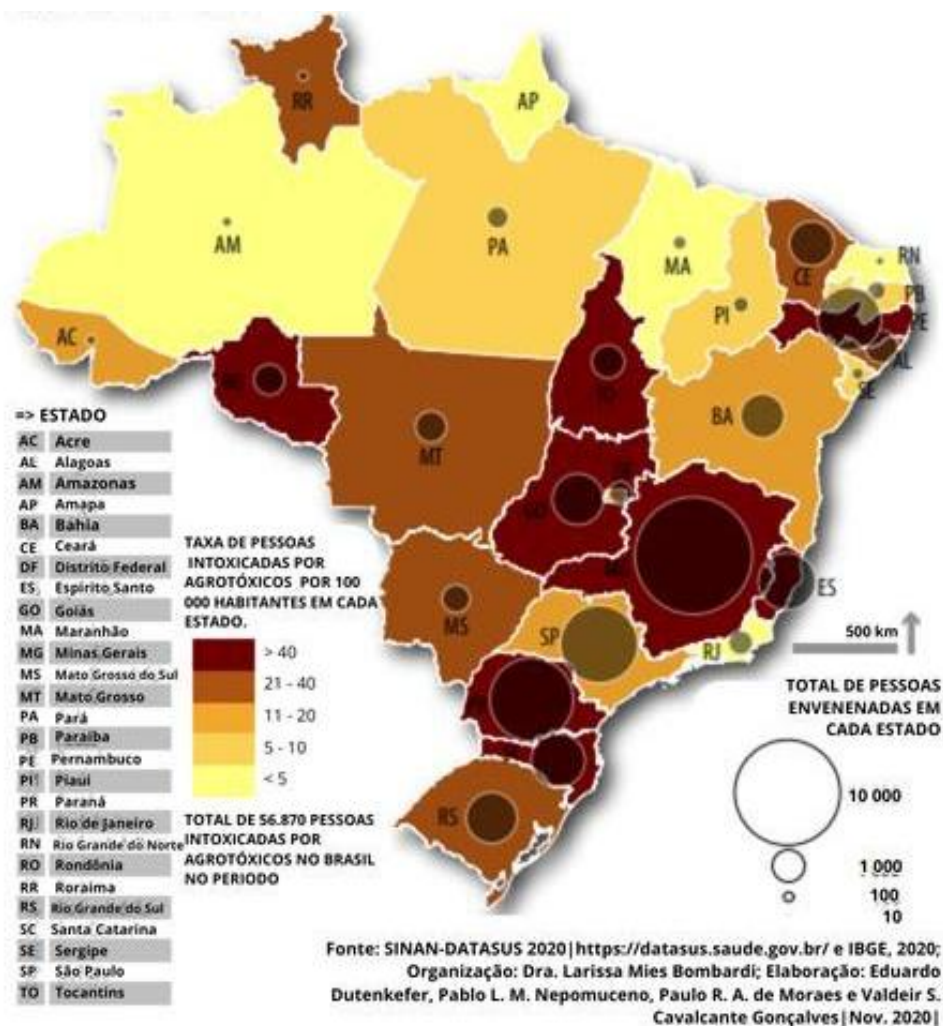 RR
AP
AM
PA
MA
CE
RN
PB
PI
PE
AC
AL
SE
RO
TO
BA
MT
DF
GO
MG
ES
MS
SP
RJ
RS
=> ESTADO
AC Acre
AL Alagoas
AM Amazonas
AP Amapa
BA Bahia
CE Ceará
DF Distrito Federal
ES Espirito Santo
GO Goiás
MA Maranhão
MG Minas Gerais
MS Mato Grosso do Sul
MT Mato Grosso
PA Pará
PB Paraiba
PE Pernambuco
PI Piaui
PR Paraná
RJ Rio de Janeiro
RN Rio Grande do Norte
RO Rondônia
RR Roraima
RS Rio Grande do Sul
SC Santa Catarina
SE Sergipe
SP São Paulo
TO Tocantins
TAXA DE PESSOAS
INTOXICADAS POR
AGROTÓXICOS POR 100
000 HABITANTES EM CADA
ESTADO.
> 40
21 - 40
11 - 20
5 - 10
< 5
TOTAL DE 56.870 PESSOAS
INTOXICADAS POR
AGROTÓXICOS NO BRASIL
NO PERIODO
500 km
TOTAL DE PESSOAS
ENVENENADAS EM
CADA ESTADO
10 000
1 000
100
10
Fonte: SINAN-DATASUS 2020|https://datasus.saude.gov.br/ e IBGE, 2020;
Organização: Dra. Larissa Mies Bombardi; Elaboração: Eduardo
Dutenkefer, Pablo L. M. Nepomuceno, Paulo R. A. de Moraes e Valdeir S.
Cavalcante Gonçalves|Nov. 2020|